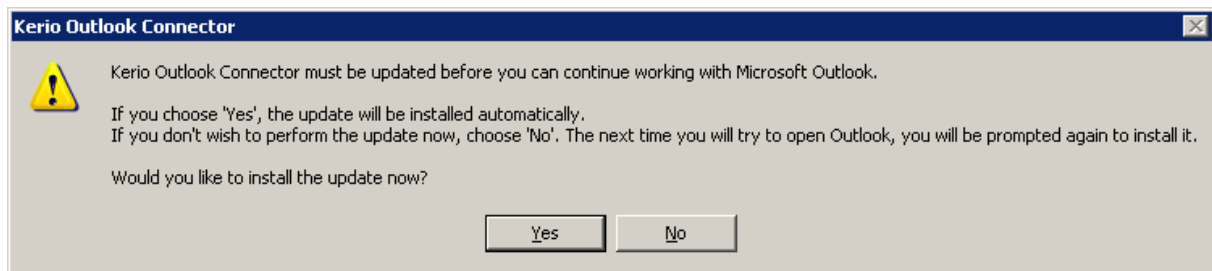 Kerio Outlook Connector
Kerio Outlook Connector must be updated before you can continue working with Microsoft Outlook.
If you choose 'Yes', the update will be installed automatically.
If you don't wish to perform the update now, choose 'No'. The next time you will try to open Outlook, you will be prompted again to install it.
Would you like to install the update now?
Yes No